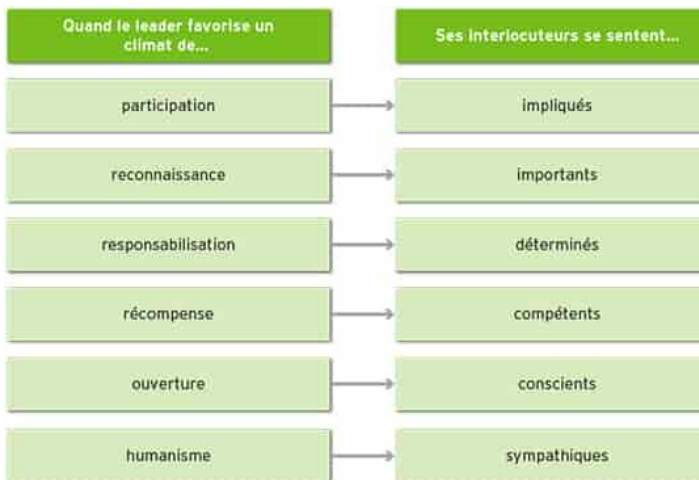 Quand le leader favorise un
climat de...
Ses interlocuteurs se sentent...
participation
impliqués
reconnaissance
importants
responsabilisation
déterminés
récompense
compétents
ouverture
conscients
humanisme
sympathiques